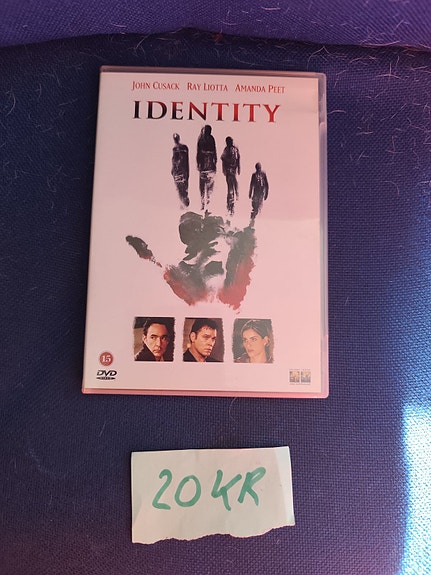 JOHN CUSACK RAY LIOTTA AMANDA PEET
IDENTITY
15
DVD
20 KR